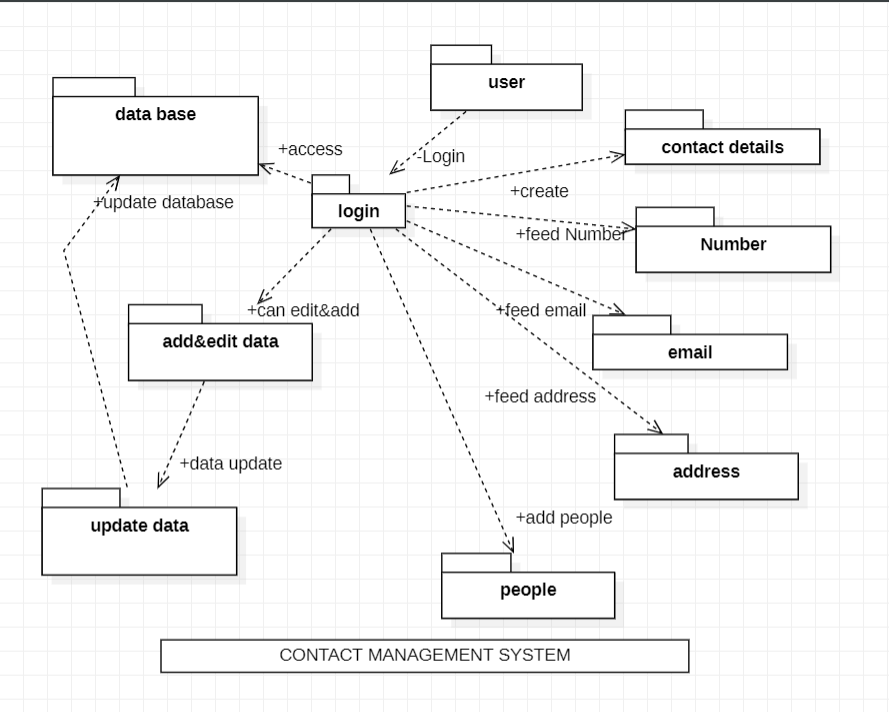 user
data base
contact details
+access
-Login
+create
+update database
login
+feed Number
Number
+can edit&add
+feed email
add&edit data
email
+feed address
+data update
address
update data
+add people
people
CONTACT MANAGEMENT SYSTEM